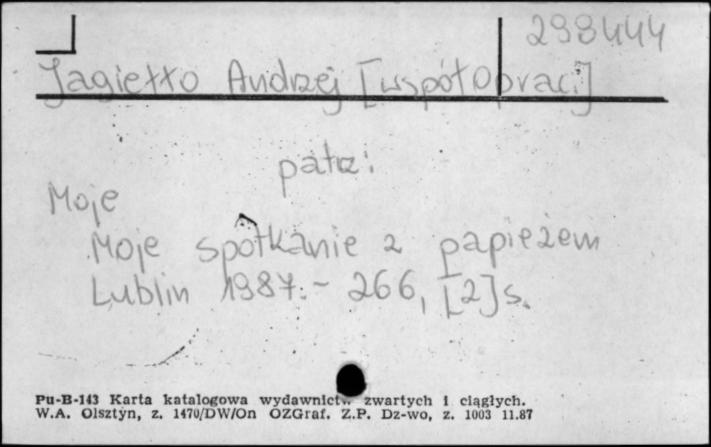 298444
Jagiełło Andrzej [współoprac.]
patrz:
Moje
Moje spotkanie z papieżem
Lublin 1987.- 266, [2] s.
Pu-B-143 Karta katalogowa wydawnictw zwartych i ciągłych.
W.A. Olsztyn, z. 1470/DW/On OZGraf. Z.P. Dz-wo, z. 1003 11.87